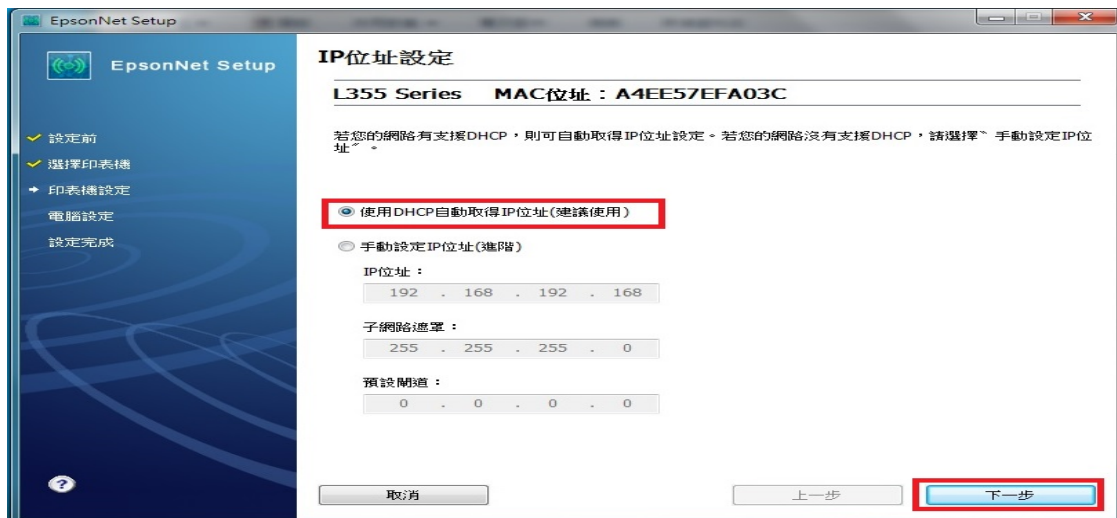 EpsonNet Setup
EpsonNet Setup
設定前
選擇印表機
印表機設定
電腦設定
設定完成
IP位址設定
L355 Series MAC位址：A4EE57EFA03C
若您的網路有支援DHCP，則可自動取得IP位址設定。若您的網路沒有支援DHCP，請選擇〝手動設定IP位
址〞。
使用DHCP自動取得IP位址(建議使用)
手動設定IP位址(進階)
IP位址：
192 . 168 . 192 . 168
子網路遮罩：
255 . 255 . 255 . 0
預設閘道：
0 . 0 . 0 . 0
?
取消
上一步
下一步